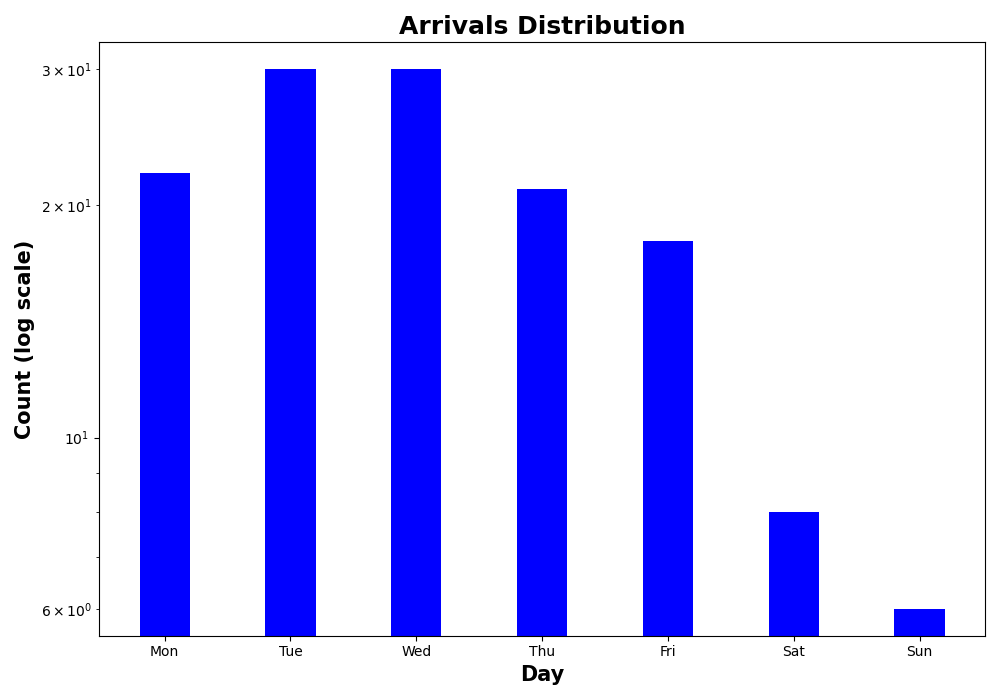 Arrivals Distribution
3 × 10¹
2 × 10¹
10¹
6 × 10⁰
Count (log scale)
Mon Tue Wed Thu Fri Sat Sun
Day